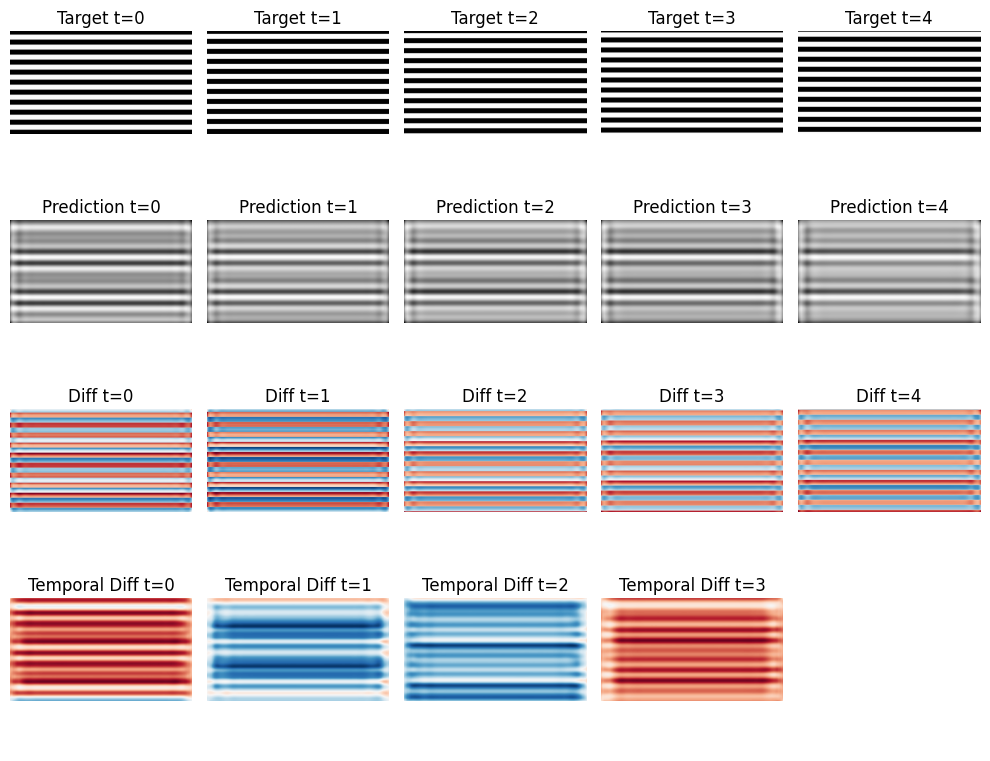 Target t=0 Target t=1 Target t=2 Target t=3 Target t=4
Prediction t=0 Prediction t=1 Prediction t=2 Prediction t=3 Prediction t=4
Diff t=0 Diff t=1 Diff t=2 Diff t=3 Diff t=4
Temporal Diff t=0 Temporal Diff t=1 Temporal Diff t=2 Temporal Diff t=3